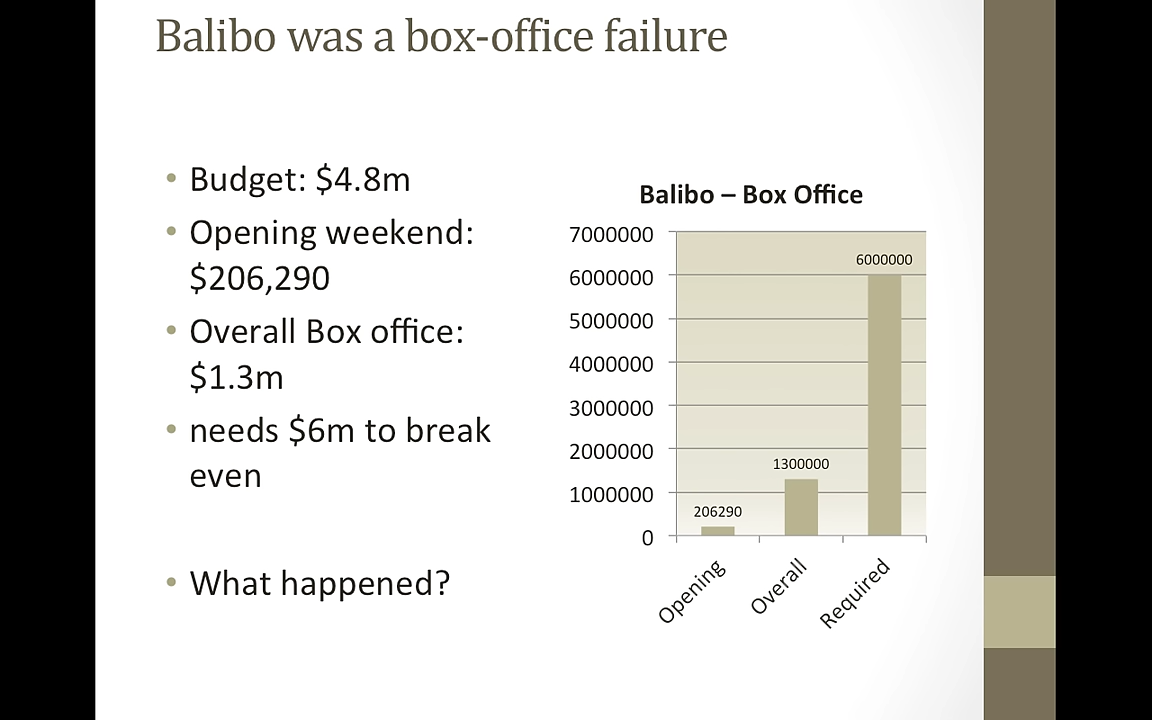 Balibo was a box-office failure
• Budget: $4.8m
• Opening weekend:
$206,290
• Overall Box office:
$1.3m
• needs $6m to break
even
• What happened?
Balibo – Box Office
7000000
6000000
5000000
4000000
3000000
2000000
1000000
0
206290
1300000
6000000
Opening
Overall
Required